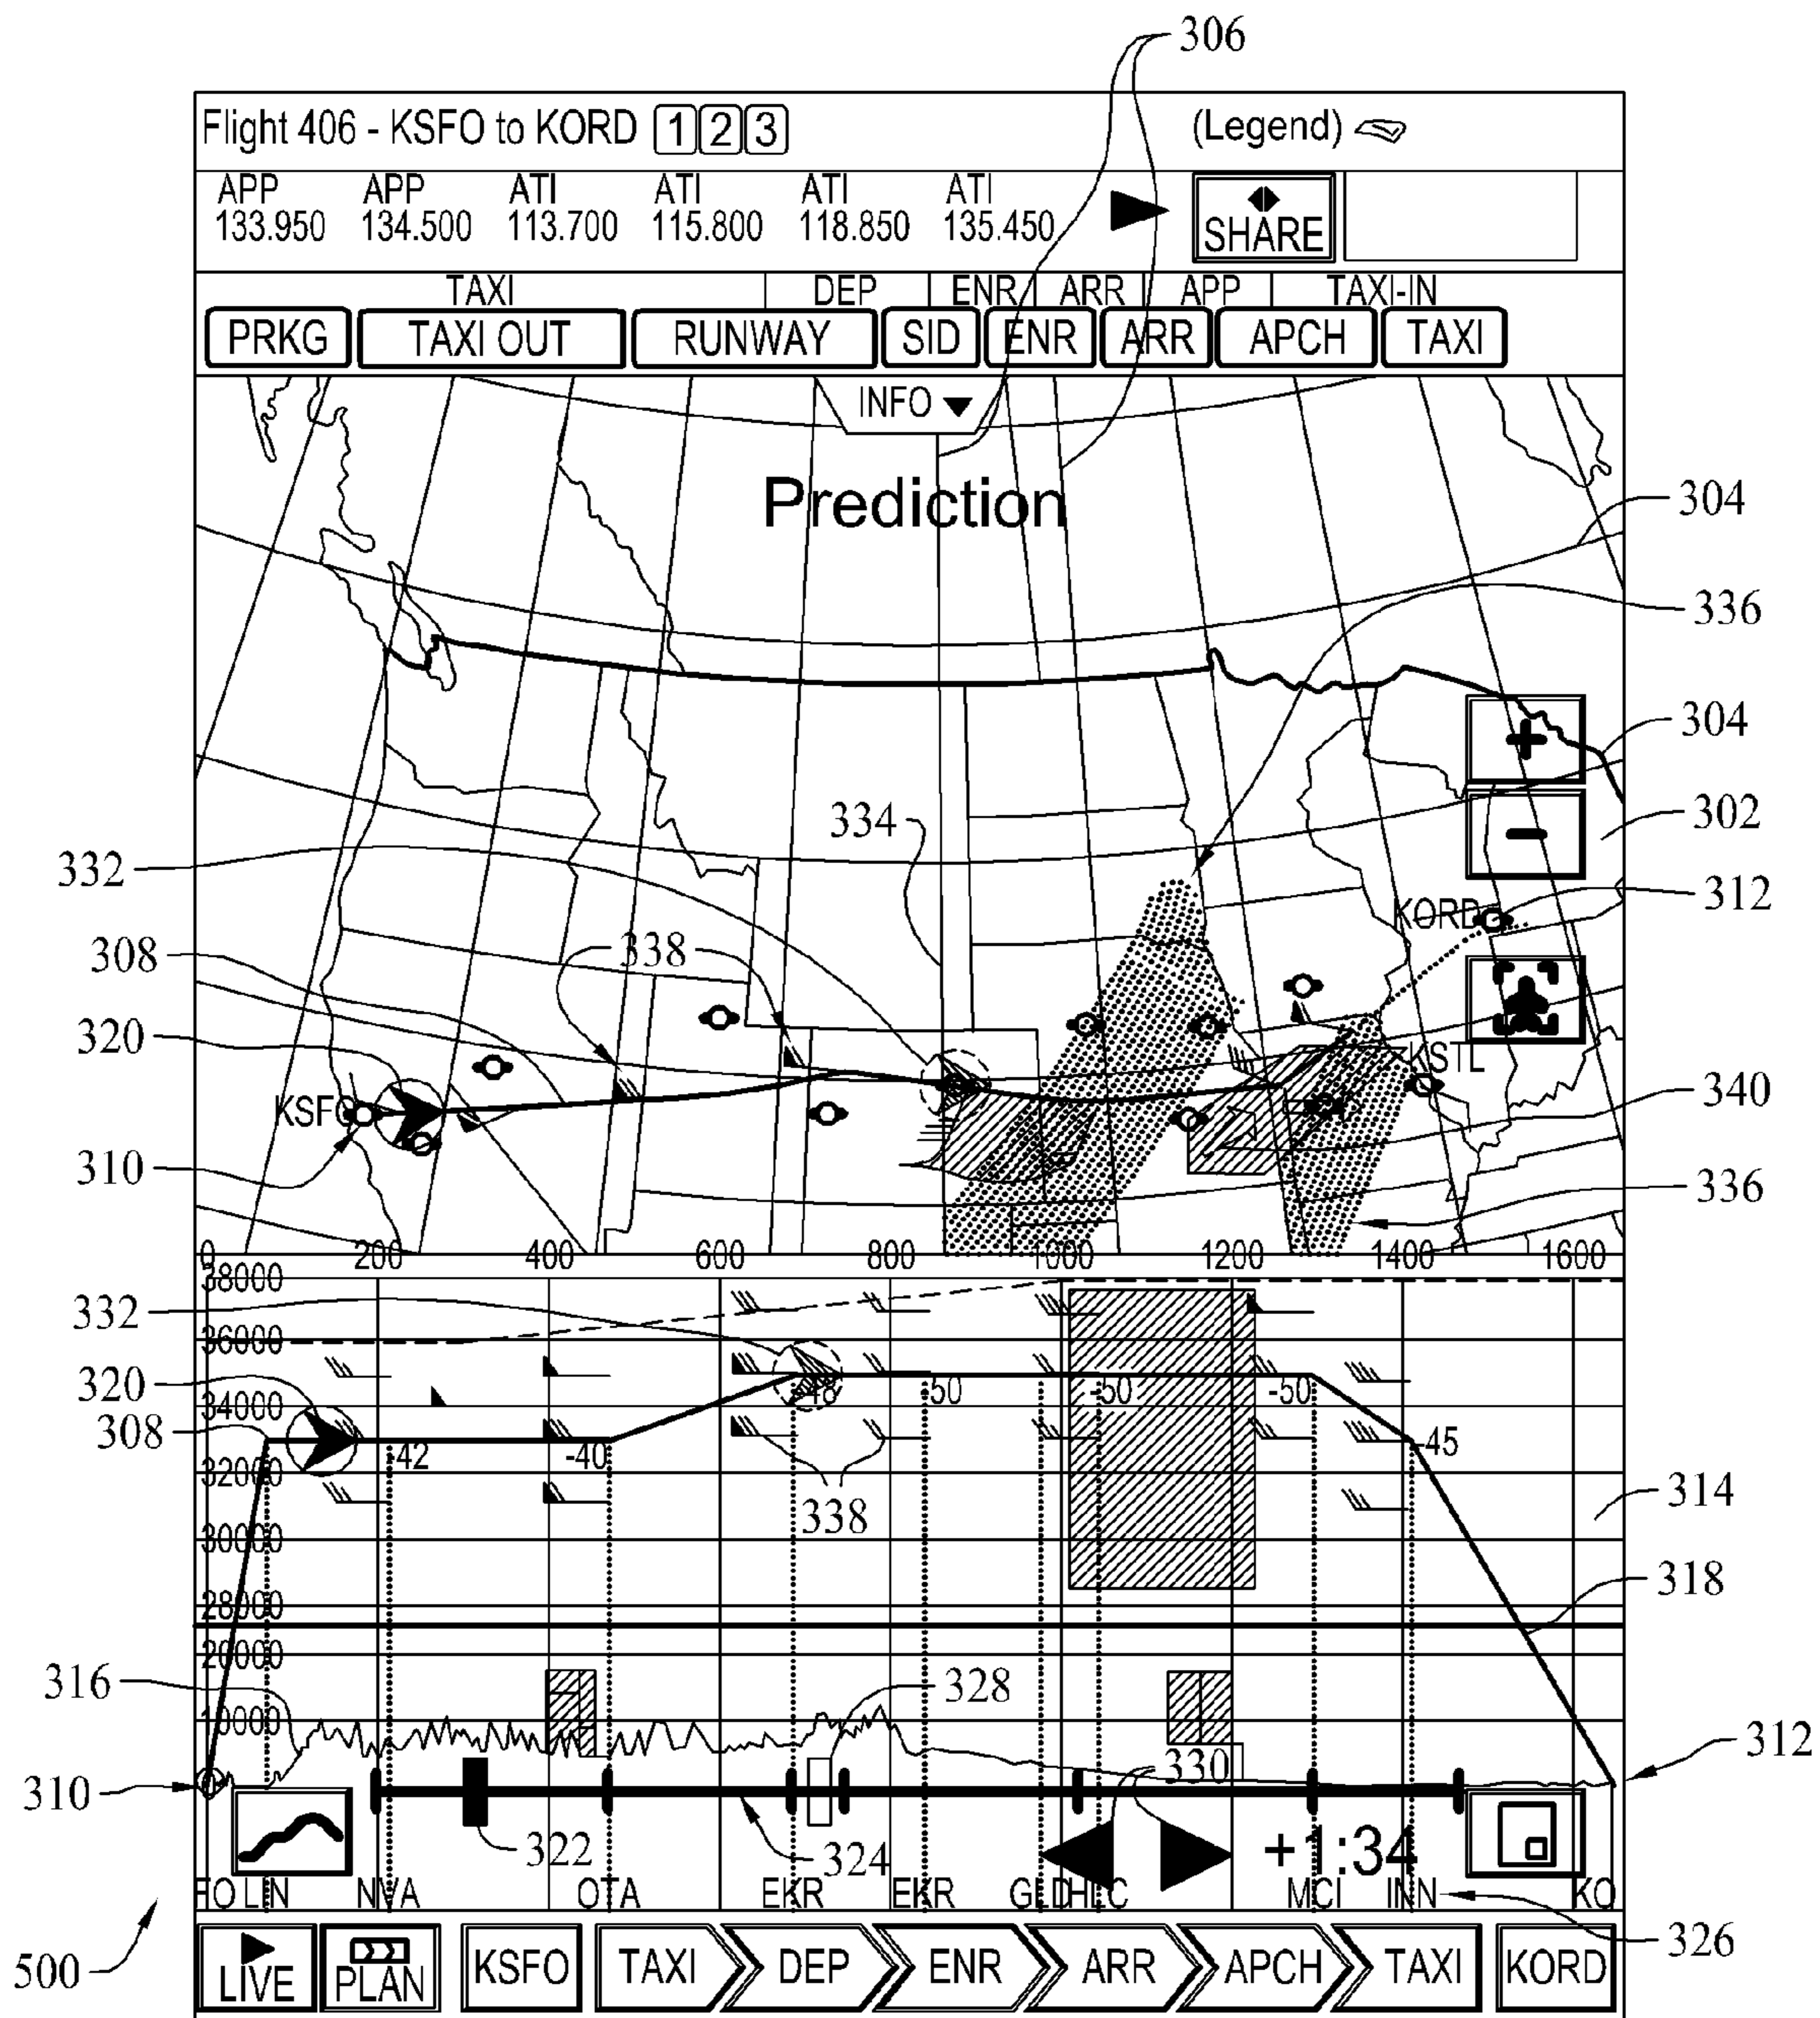 306
Flight 406 - KSFO to KORD 1 2 3 (Legend)
APP APP ATI ATI ATI ATI
133.950 134.500 113.700 115.800 118.850 135.450 SHARE
TAXI DEP ENR ARR APP TAXI-IN
PRKG TAXI OUT RUNWAY SID ENR ARR APCH TAXI
INFO
Prediction
304
336
304
302
334
332
312
KORD
308
338
320
KSTL
KSFO
340
310
336
0 200 400 600 800 1000 1200 1400 1600
38000
332
36000
320
34000
-48 50 -50 -50
308
-42 -40 -45
32000
314
338
30000
318
28000
20000
316
328
10000
330
312
310
322
324
+1:34
FO LIN NVA OTA EKR EKR GLD HLC MCI INN KO
326
500
LIVE PLAN KSFO TAXI DEP ENR ARR APCH TAXI KORD